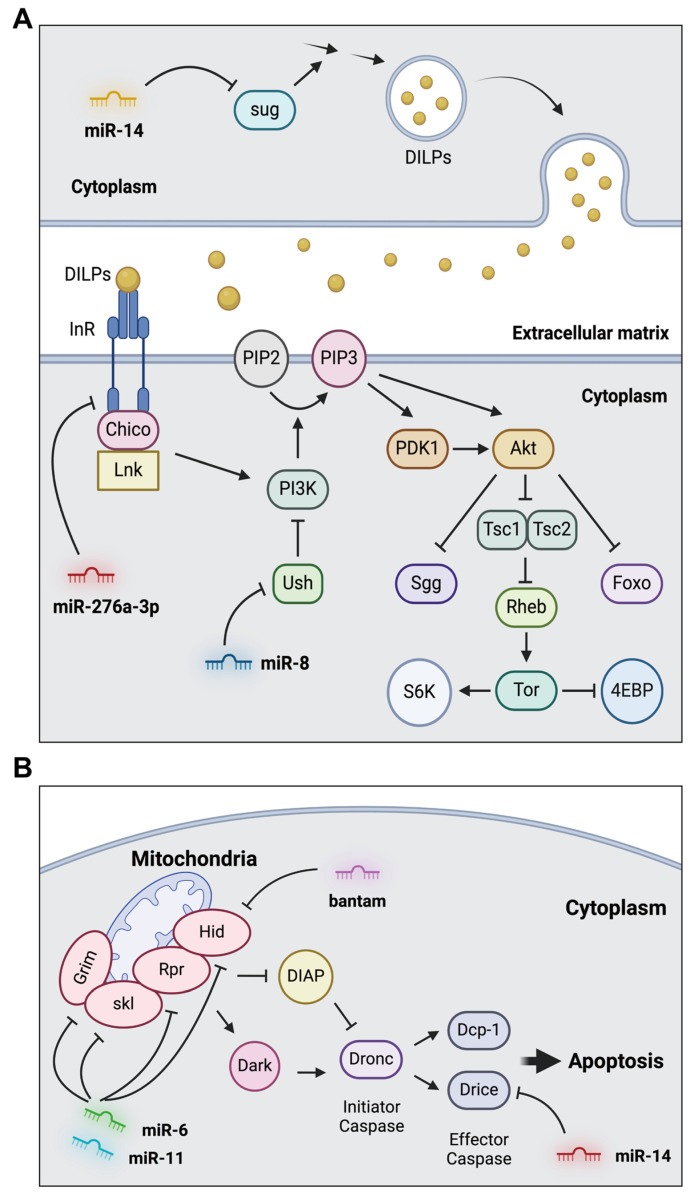 A
miR-14
sug
DILPs
Cytoplasm
DILPs
InR
Extracellular matrix
PIP2
PIP3
Cytoplasm
Chico
Lnk
PDK1
Akt
PI3K
Tsc1
Tsc2
miR-276a-3p
Ush
Sgg
Foxo
Rheb
miR-8
S6K
Tor
4EBP
B
Mitochondria
bantam
Cytoplasm
Hid
Grim
Rpr
skl
DIAP
Dark
Dronc
Dcp-1
Apoptosis
Drice
Initiator
Caspase
Effector
Caspase
miR-6
miR-11
miR-14